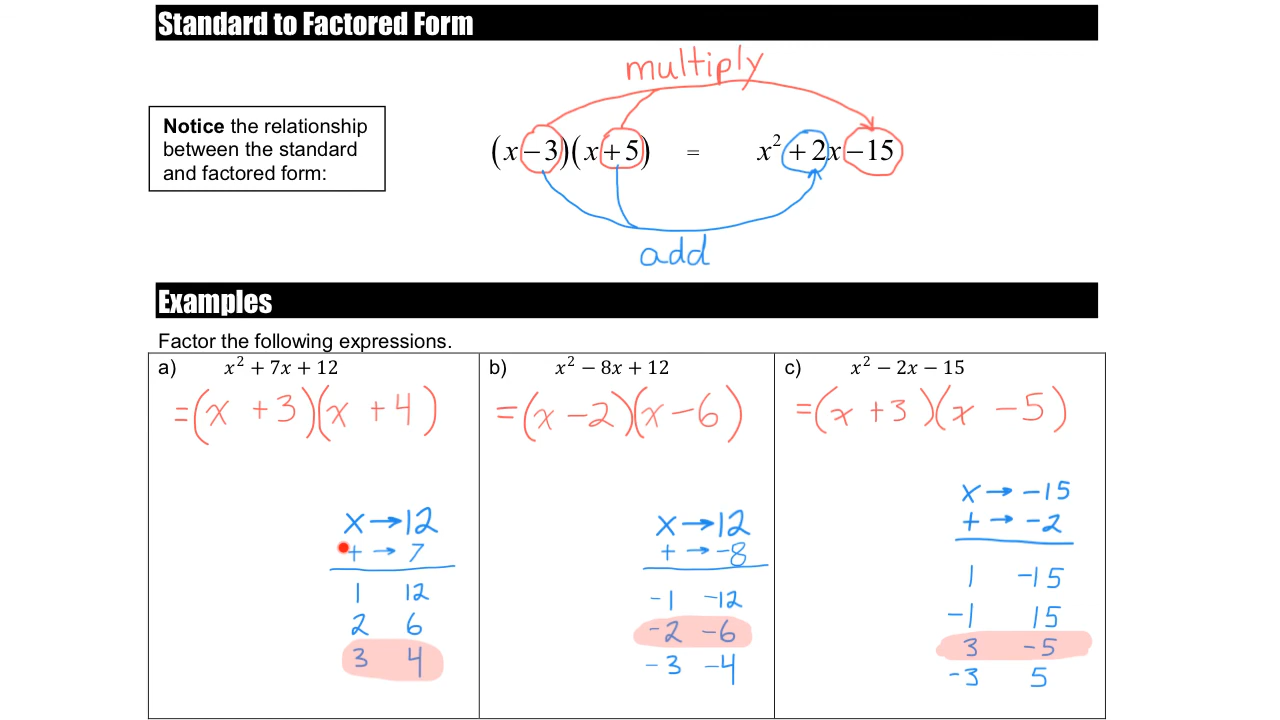 Standard to Factored Form
multiply
Notice the relationship
between the standard
and factored form:
(x − 3)(x + 5) = x² + 2x − 15
add
Examples
Factor the following expressions.
a) x² + 7x + 12
=(x +3)(x +4)
x → 12
+ → 7
1 12
2 6
3 4
b) x² − 8x + 12
=(x −2)(x −6)
x → 12
+ → −8
−1 −12
−2 −6
−3 −4
c) x² − 2x − 15
=(x +3)(x −5)
x → −15
+ → −2
1 −15
−1 15
3 −5
−3 5